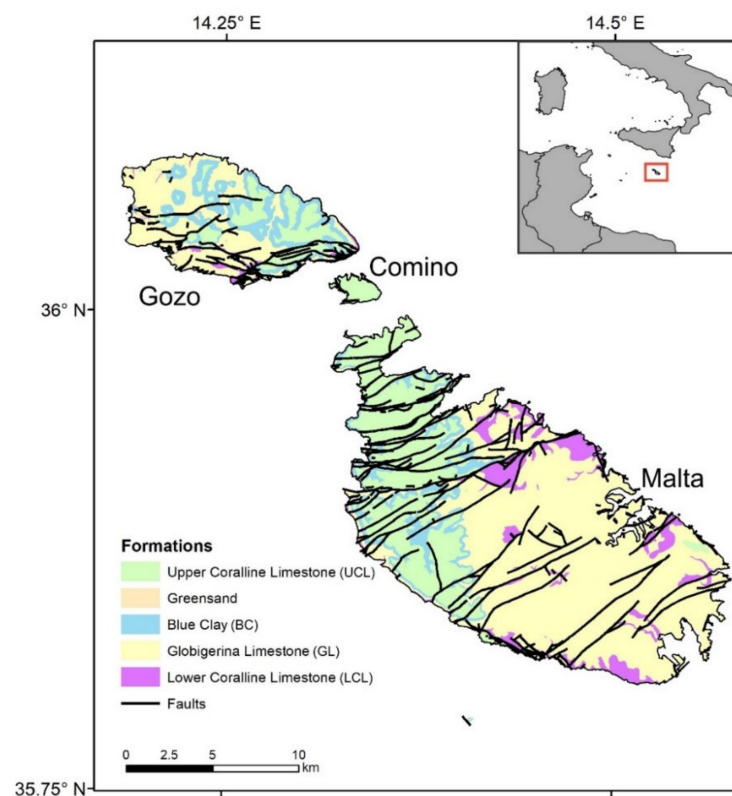 14.25° E
14.5° E
Comino
Gozo
36° N
Malta
Formations
Upper Coralline Limestone (UCL)
Greensand
Blue Clay (BC)
Globigerina Limestone (GL)
Lower Coralline Limestone (LCL)
Faults
0 2.5 5 10
km
35.75° N